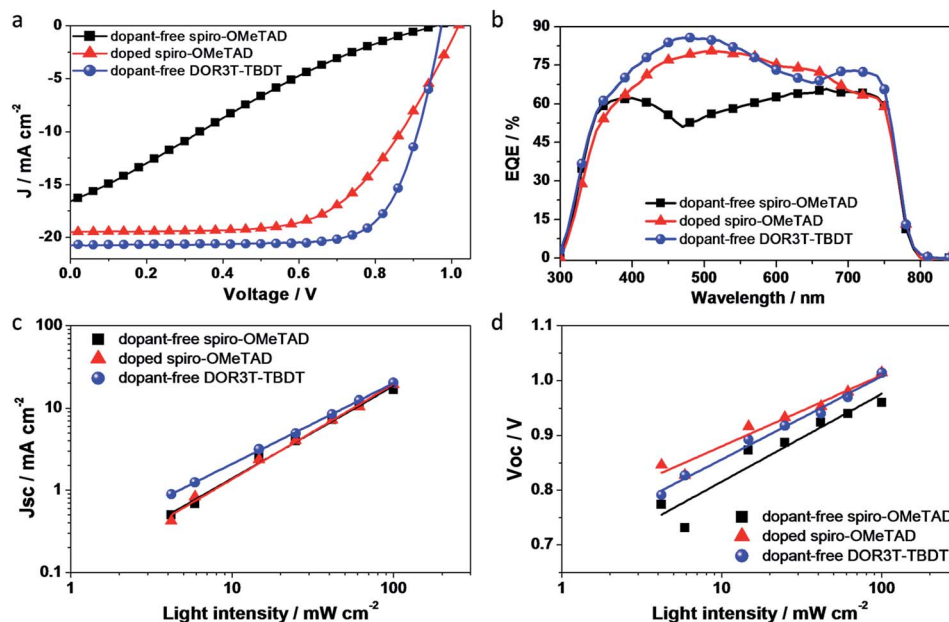 a
0
-5
-10
-15
-20
J / mA cm⁻²
0.0 0.2 0.4 0.6 0.8 1.0
Voltage / V
dopant-free spiro-OMeTAD
doped spiro-OMeTAD
dopant-free DOR3T-TBDT
b
90
75
60
45
30
15
0
EQE / %
300 400 500 600 700 800
Wavelength / nm
dopant-free spiro-OMeTAD
doped spiro-OMeTAD
dopant-free DOR3T-TBDT
c
100
10
1
0.1
Jsc / mA cm⁻²
1 10 100
Light intensity / mW cm⁻²
dopant-free spiro-OMeTAD
doped spiro-OMeTAD
dopant-free DOR3T-TBDT
d
1.1
1.0
0.9
0.8
0.7
Voc / V
1 10 100
Light intensity / mW cm⁻²
dopant-free spiro-OMeTAD
doped spiro-OMeTAD
dopant-free DOR3T-TBDT